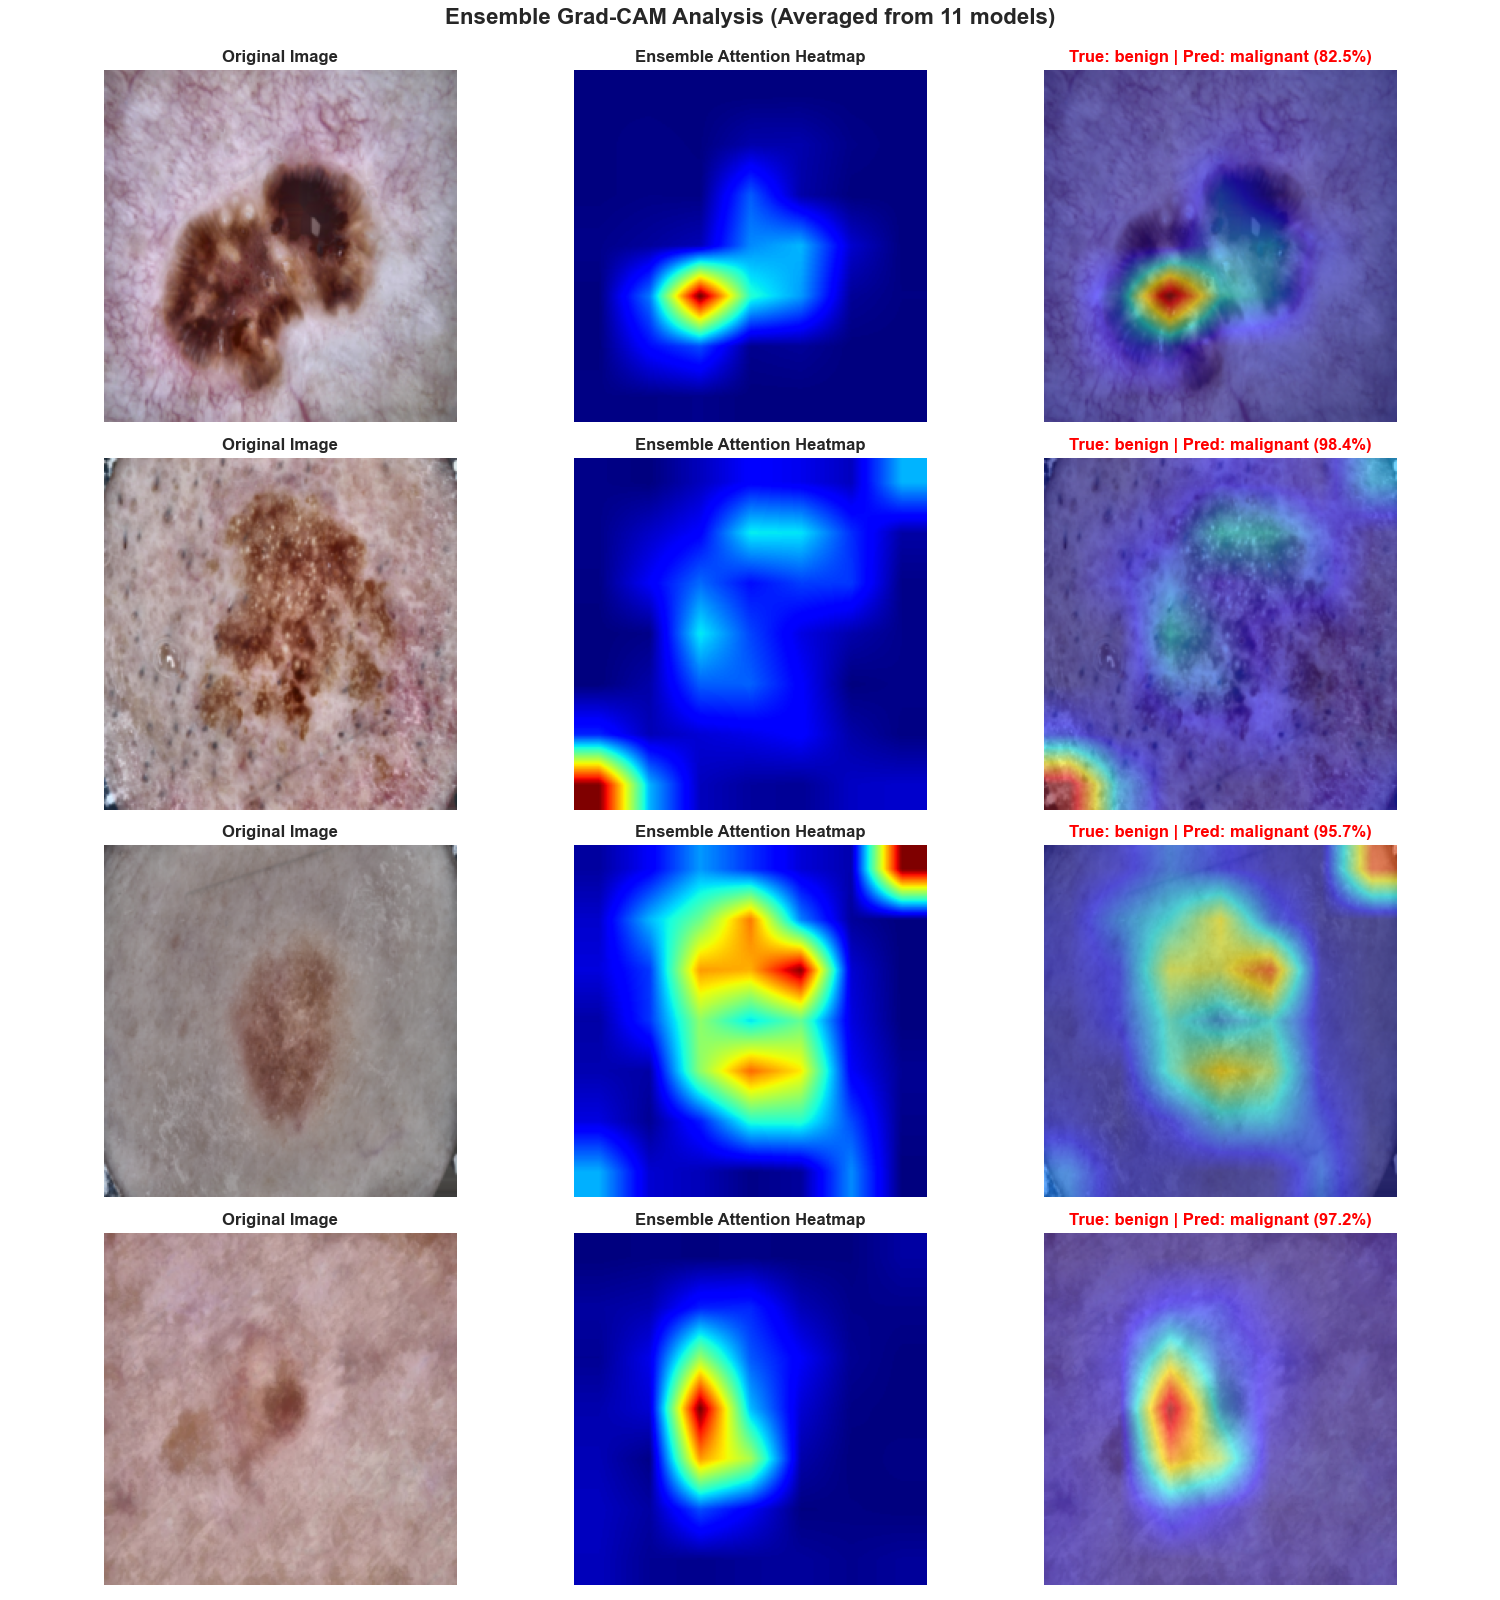 Ensemble Grad-CAM Analysis (Averaged from 11 models)
Original Image
Ensemble Attention Heatmap
True: benign | Pred: malignant (82.5%)
Original Image
Ensemble Attention Heatmap
True: benign | Pred: malignant (98.4%)
Original Image
Ensemble Attention Heatmap
True: benign | Pred: malignant (95.7%)
Original Image
Ensemble Attention Heatmap
True: benign | Pred: malignant (97.2%)